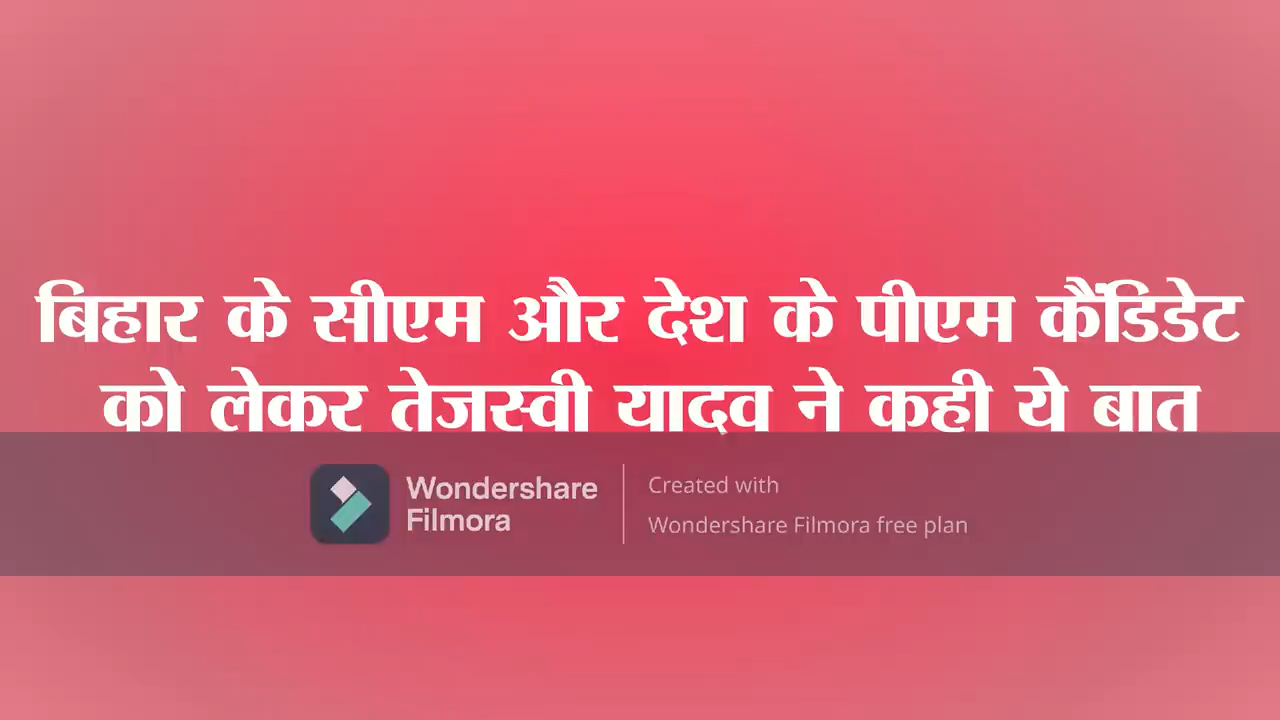 बिहार के सीएम और देश के पीएम कैंडिडेट
को लेकर तेजस्वी यादव ने कही ये बात
Wondershare
Filmora
Created with
Wondershare Filmora free plan